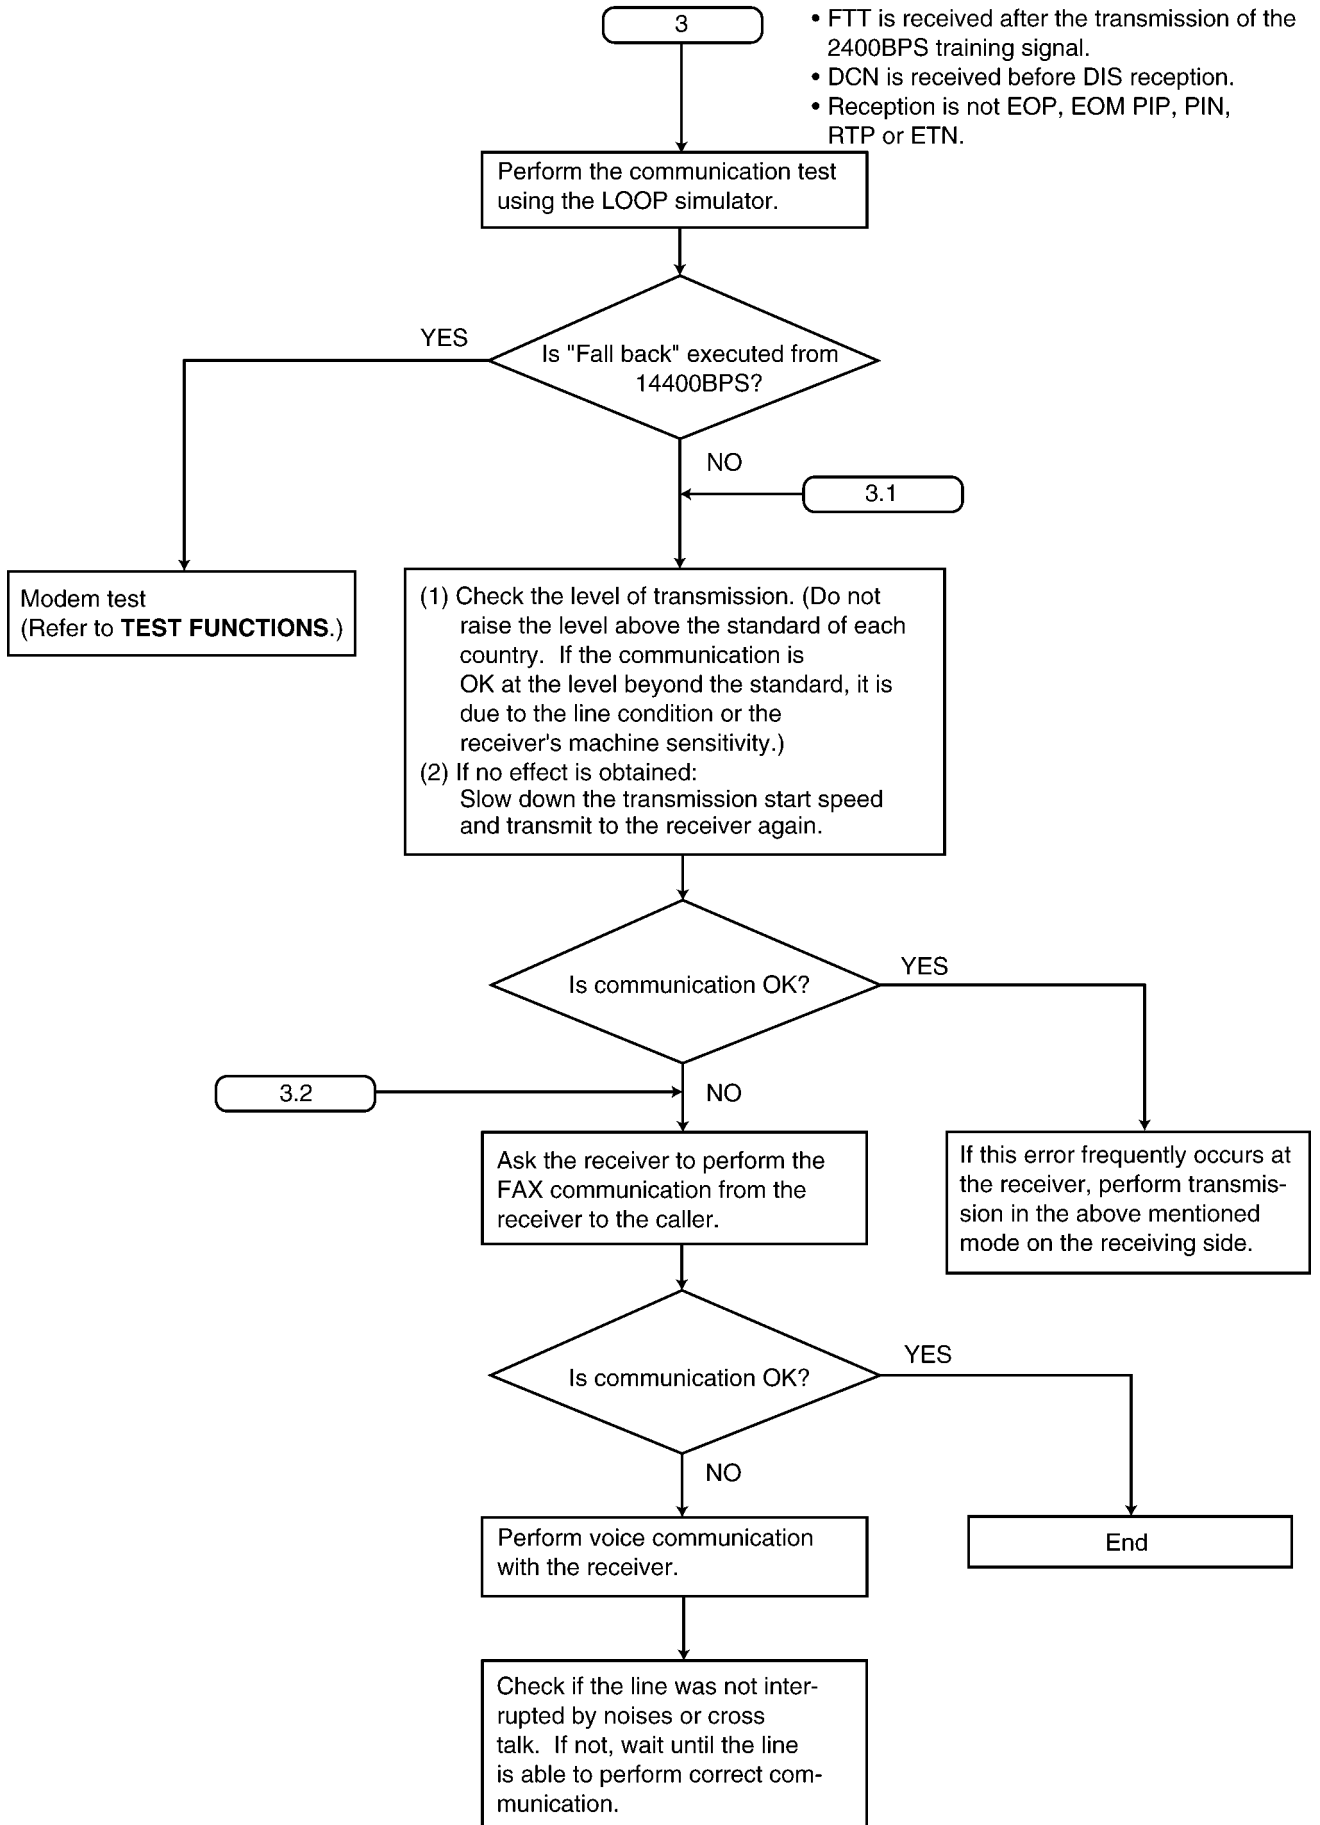 3
• FTT is received after the transmission of the
2400BPS training signal.
• DCN is received before DIS reception.
• Reception is not EOP, EOM PIP, PIN,
RTP or ETN.
Perform the communication test
using the LOOP simulator.
YES
Is "Fall back" executed from
14400BPS?
NO
3.1
Modem test
(Refer to TEST FUNCTIONS.)
(1) Check the level of transmission. (Do not
raise the level above the standard of each
country. If the communication is
OK at the level beyond the standard, it is
due to the line condition or the
receiver's machine sensitivity.)
(2) If no effect is obtained:
Slow down the transmission start speed
and transmit to the receiver again.
Is communication OK?
YES
3.2
NO
Ask the receiver to perform the
FAX communication from the
receiver to the caller.
If this error frequently occurs at
the receiver, perform transmis-
sion in the above mentioned
mode on the receiving side.
Is communication OK?
YES
NO
Perform voice communication
with the receiver.
End
Check if the line was not inter-
rupted by noises or cross
talk. If not, wait until the line
is able to perform correct com-
munication.